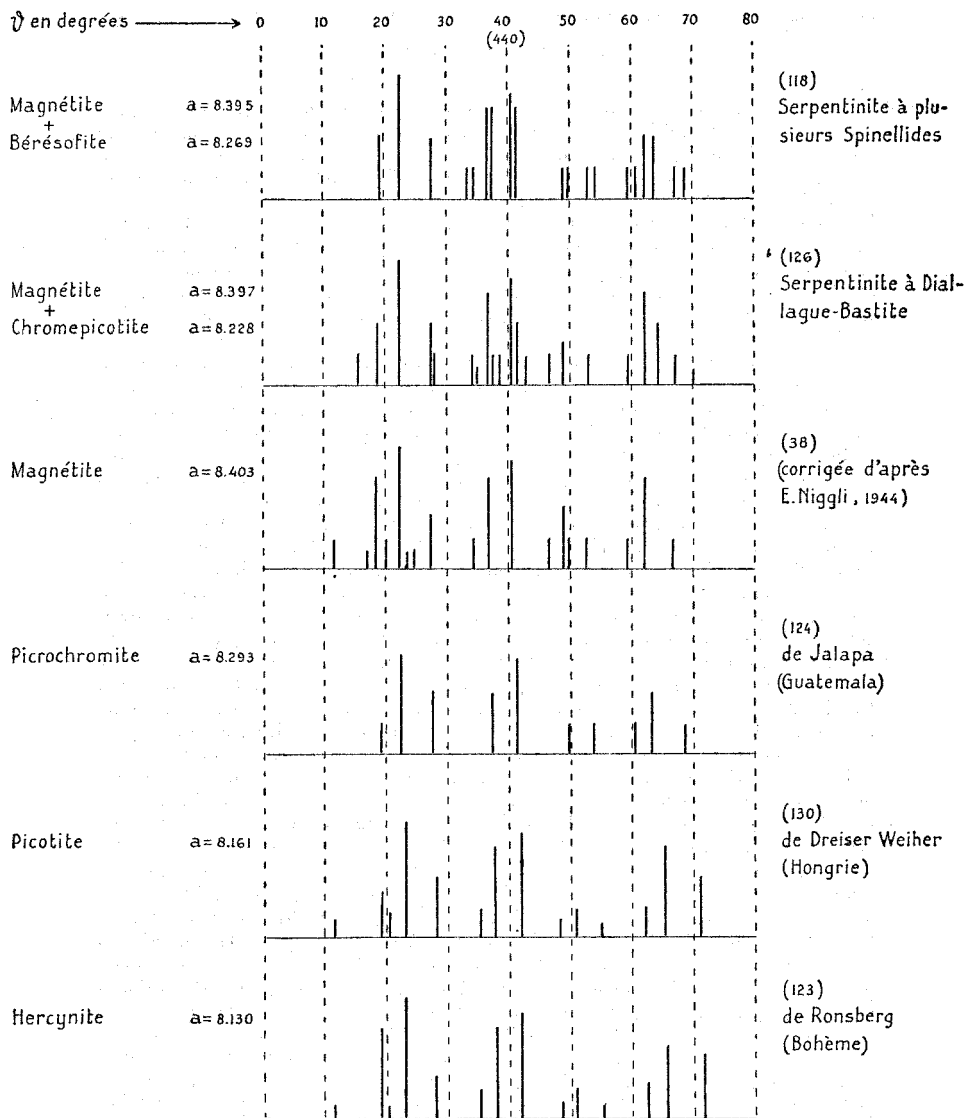 ϑ en degrés 0 10 20 30 40 50 60 70 80
(440)
Magnétite a=8.395
+
Bérésofite a=8.269
(118)
Serpentinite à plu-
sieurs Spinellides
Magnétite a=8.397
+
Chromepicotite a=8.228
(126)
Serpentinite à Dial-
lague-Bastite
Magnétite a=8.403
(38)
(corrigée d'après
E. Niggli, 1944)
Picrochromite a=8.293
(124)
de Jalapa
(Guatemala)
Picotite a=8.161
(130)
de Dreiser Weiher
(Hongrie)
Hercynite a=8.130
(123)
de Ronsberg
(Bohème)